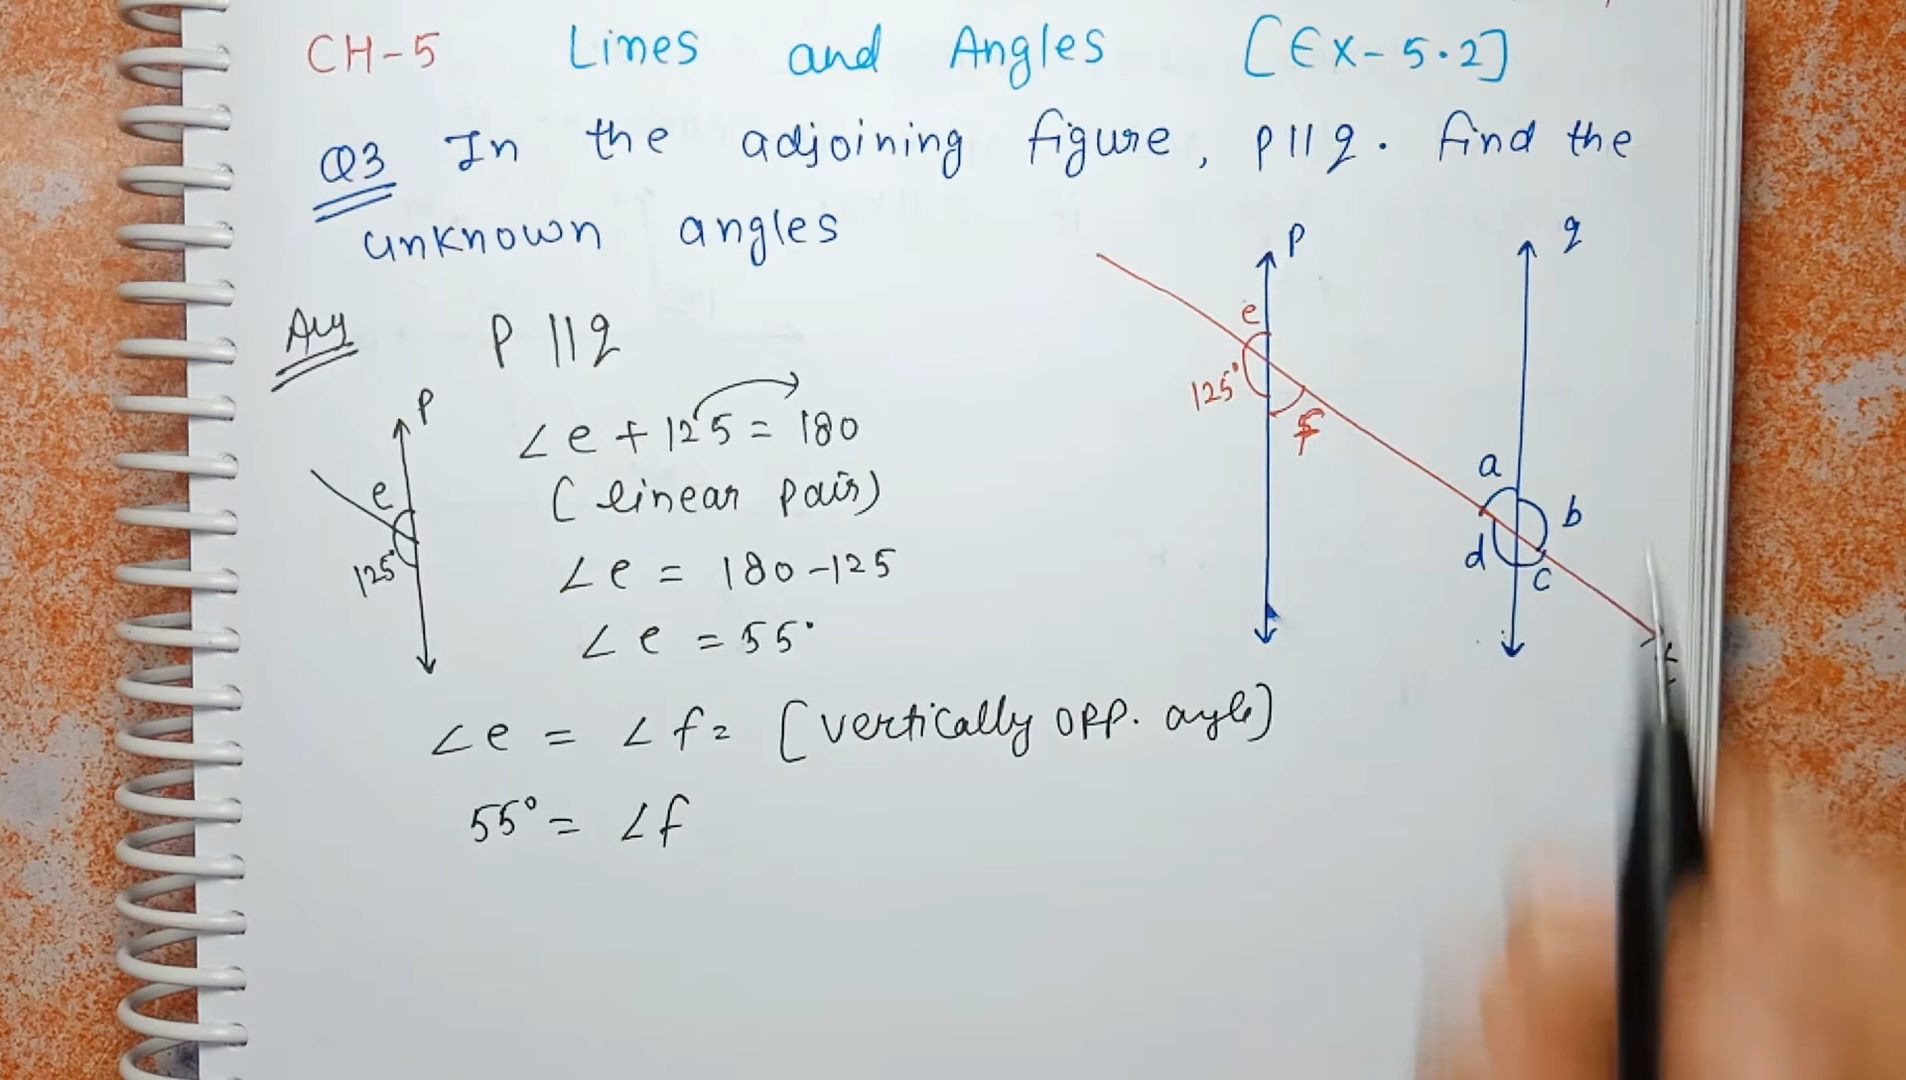 CH-5 Lines and Angles [EX-5.2]
Q3 In the adjoining figure, P||q. find the
unknown angles
P
q
e
125°
f
a
b
d
c
Ans P||q
P
e
125°
∠e + 125 = 180
(linear pair)
∠e = 180-125
∠e = 55°
∠e = ∠f = [vertically opp. angle]
55° = ∠f